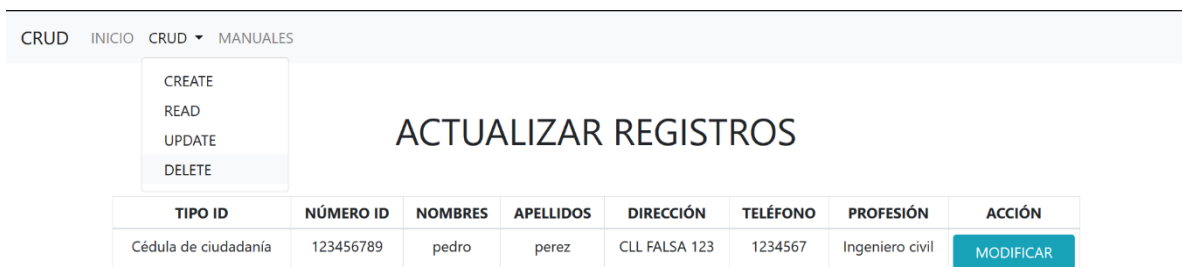 CRUD INICIO CRUD MANUALES
CREATE
READ
UPDATE
DELETE
ACTUALIZAR REGISTROS
TIPO ID NÚMERO ID NOMBRES APELLIDOS DIRECCIÓN TELÉFONO PROFESIÓN ACCIÓN
Cédula de ciudadanía 123456789 pedro perez CLL FALSA 123 1234567 Ingeniero civil MODIFICAR